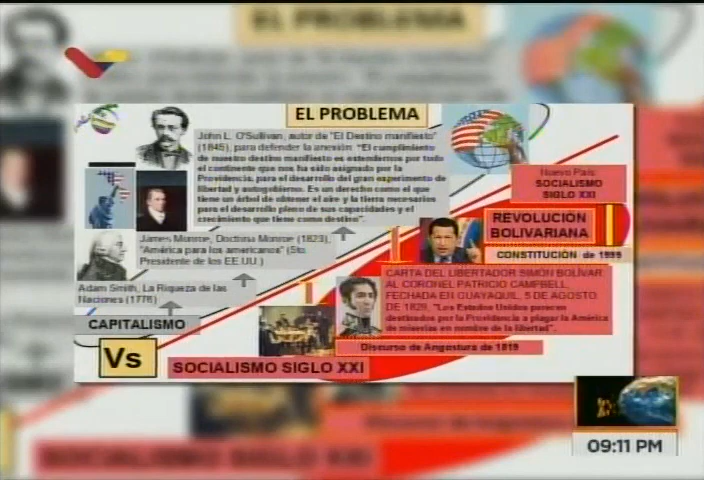 EL PROBLEMA
John L. O'Sullivan, autor de "El Destino manifiesto"
(1845), para defender la anexión "El cumplimiento
de nuestro destino manifiesto es extendernos por todo
el continente que nos ha sido asignado por la
Providencia, para el desarrollo del gran experimento de
libertad y autogobierno. Es un derecho como el que
tiene un árbol de obtener el aire y la tierra necesarios
para el desarrollo pleno de sus capacidades y el
crecimiento que tiene como destino".
Nuevo País:
SOCIALISMO
SIGLO XXI
REVOLUCIÓN
BOLIVARIANA
CONSTITUCIÓN de 1999
James Monroe, Doctrina Monroe (1823),
"América para los americanos" (5to.
Presidente de los EE.UU.)
Adam Smith, La Riqueza de las
Naciones (1776)
CARTA DEL LIBERTADOR SIMÓN BOLÍVAR
AL CORONEL PATRICIO CAMPBELL,
FECHADA EN GUAYAQUIL, 5 DE AGOSTO
DE 1829, "Los Estados Unidos parecen
destinados por la Providencia a plagar la América
de miserias en nombre de la libertad".
CAPITALISMO
Discurso de Angostura de 1819
Vs
SOCIALISMO SIGLO XXI
09:11 PM